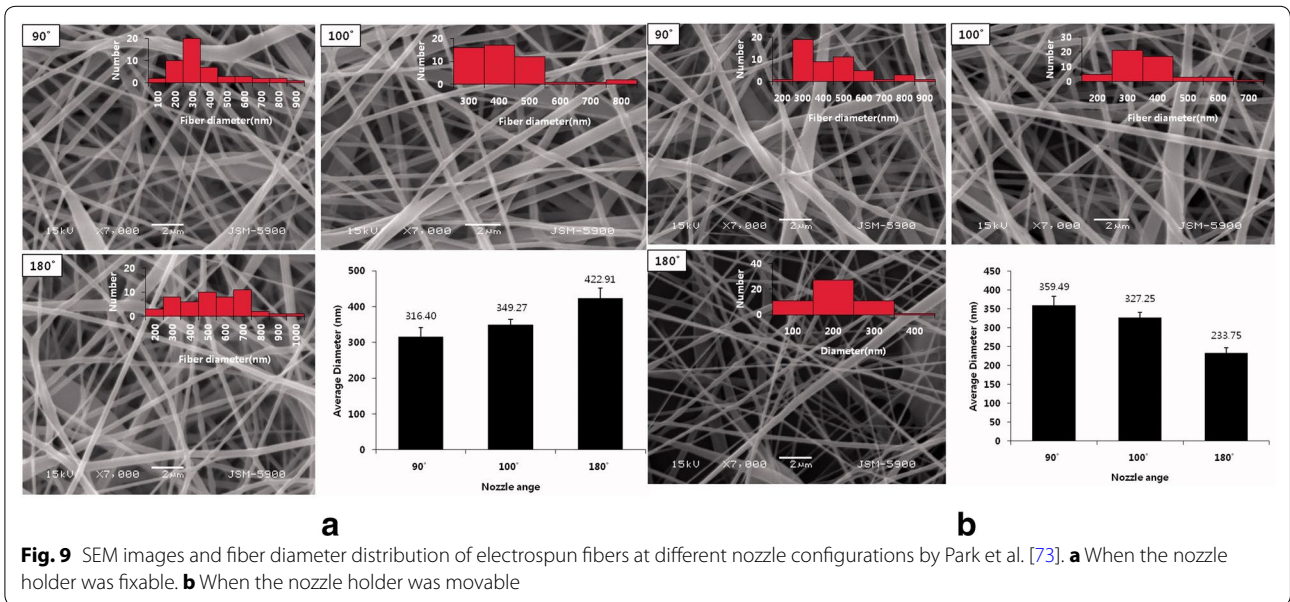 90˚
20
10
0
Number
100 200 300 400 500 600 700 800 900
Fiber diameter(nm)
15kV X7,000 2µm JSM-5900
100˚
20
10
0
Number
300 400 500 600 700 800
Fiber diameter(nm)
15kV X7,000 2µm JSM-5900
180˚
20
10
0
Number
200 300 400 500 600 700 800 900 1000
Fiber diameter(nm)
15kV X7,000 2µm JSM-5900
500
400
300
200
100
0
Average Diameter (nm)
316.40
349.27
422.91
90˚ 100˚ 180˚
Nozzle ange
a
90˚
20
10
0
Number
200 300 400 500 600 700 800 900
Fiber diameter(nm)
15kV X7,000 2µm JSM-5900
100˚
30
20
10
0
Number
200 300 400 500 600 700
Fiber diameter(nm)
15kV X7,000 2µm JSM-5900
180˚
40
20
0
Number
100 200 300 400
Diameter(nm)
15kV X7,000 2µm JSM-5900
450
400
350
300
250
200
150
100
50
0
Average Diameter (nm)
359.49
327.25
233.75
90˚ 100˚ 180˚
Nozzle ange
b
Fig. 9 SEM images and fiber diameter distribution of electrospun fibers at different nozzle configurations by Park et al. [73]. a When the nozzle
holder was fixable. b When the nozzle holder was movable